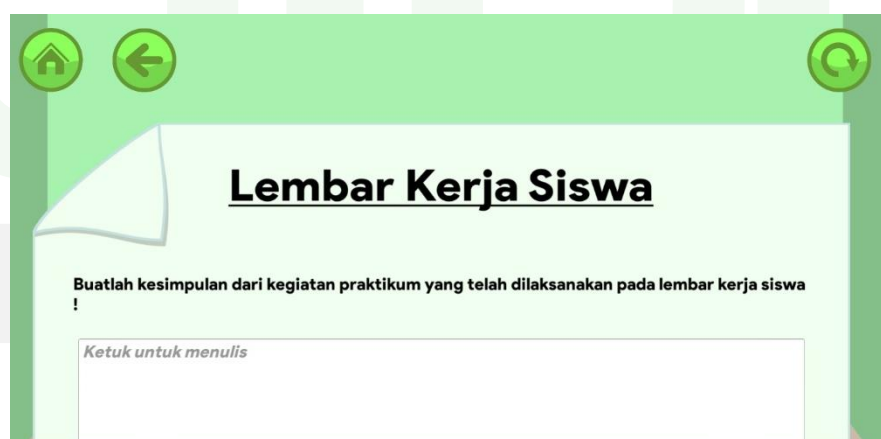 Lembar Kerja Siswa
Buatlah kesimpulan dari kegiatan praktikum yang telah dilaksanakan pada lembar kerja siswa
!
Ketuk untuk menulis